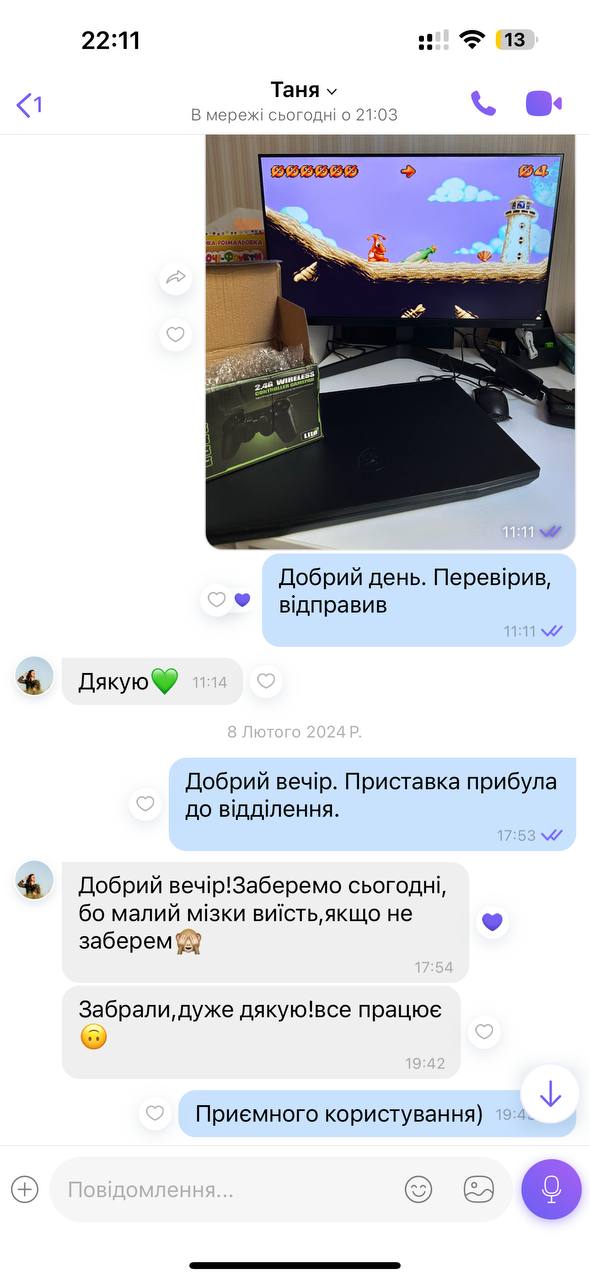 22:11
13
1
Таня
В мережі сьогодні о 21:03
04
КА РОЗМАЛЬОВКА
2.4G WIRELESS
CONTROLLER GAMEPAD
11:11
Добрий день. Перевірив,
відправив
11:11
Дякую💚 11:14
8 Лютого 2024 Р.
Добрий вечір. Приставка прибула
до відділення.
17:53
Добрий вечір!Заберемо сьогодні,
бо малий мізки виїсть,якщо не
заберем🙈
17:54
Забрали,дуже дякую!все працює
🙃
19:42
Приємного користування)
Повідомлення...